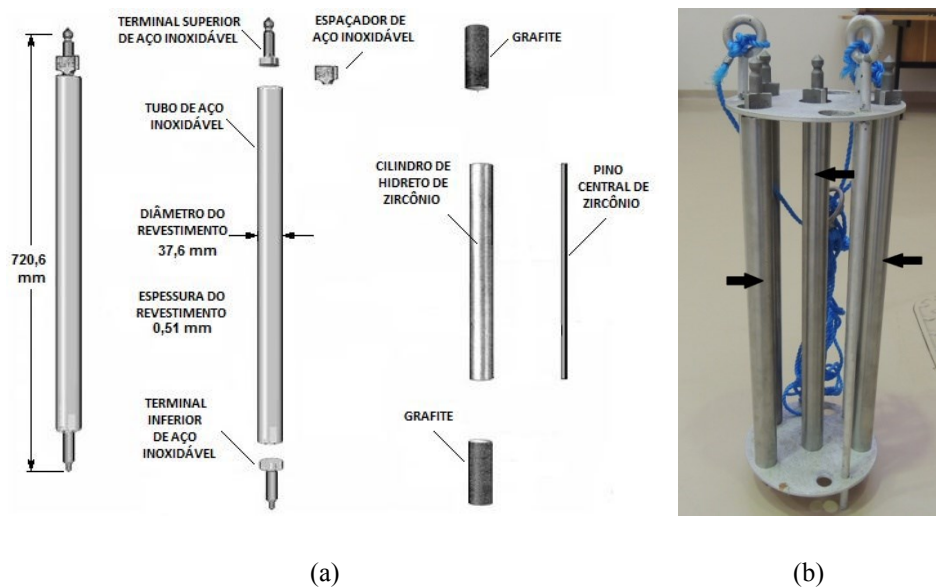 TERMINAL SUPERIOR
DE AÇO INOXIDÁVEL
ESPAÇADOR DE
AÇO INOXIDÁVEL
GRAFITE
TUBO DE AÇO
INOXIDÁVEL
CILINDRO DE
HIDRETO DE
ZIRCÔNIO
PINO
CENTRAL DE
ZIRCÔNIO
DIÂMETRO DO
REVESTIMENTO
37,6 mm
720,6
mm
ESPESSURA DO
REVESTIMENTO
0,51 mm
TERMINAL
INFERIOR
DE AÇO
INOXIDÁVEL
GRAFITE
(a)
(b)